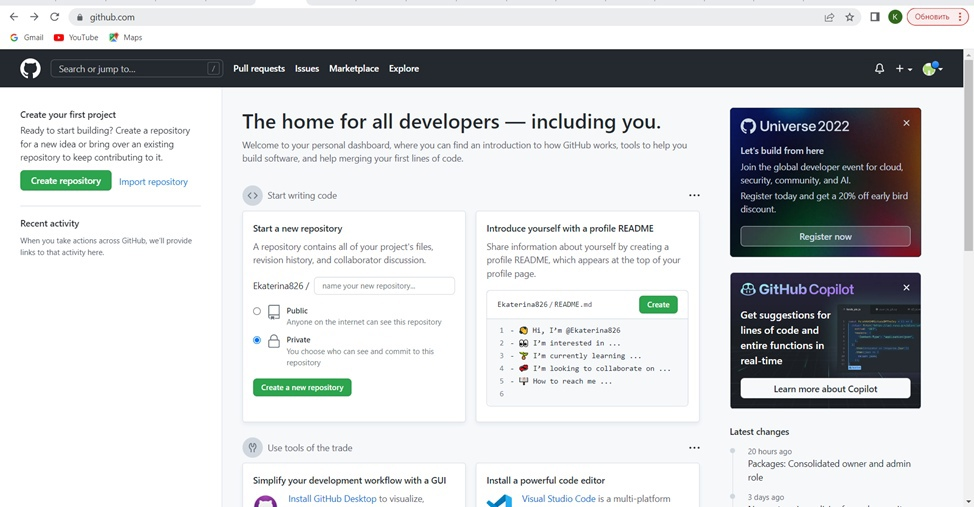 github.com
K
Обновить
Gmail
YouTube
Maps
Search or jump to...
/
Pull requests
Issues
Marketplace
Explore
Create your first project
Ready to start building? Create a repository
for a new idea or bring over an existing
repository to keep contributing to it.
Create repository
Import repository
Recent activity
When you take actions across GitHub, we'll provide
links to that activity here.
The home for all developers — including you.
Welcome to your personal dashboard, where you can find an introduction to how GitHub works, tools to help you
build software, and help merging your first lines of code.
Start writing code
Start a new repository
A repository contains all of your project's files,
revision history, and collaborator discussion.
Ekaterina826 /
name your new repository...
Public
Anyone on the internet can see this repository
Private
You choose who can see and commit to this
repository
Create a new repository
Introduce yourself with a profile README
Share information about yourself by creating a
profile README, which appears at the top of your
profile page.
Ekaterina826 / README.md
Create
1 - 👋 Hi, I'm @Ekaterina826
2 - 👀 I'm interested in ...
3 - 🌱 I'm currently learning ...
4 - 💞️ I'm looking to collaborate on ...
5 - 📫 How to reach me ...
6
Use tools of the trade
Simplify your development workflow with a GUI
Install GitHub Desktop to visualize,
Install a powerful code editor
Visual Studio Code is a multi-platform
Universe 2022
Let's build from here
Join the global developer event for cloud,
security, community, and AI.
Register today and get a 20% off early bird
discount.
Register now
GitHub Copilot
Get suggestions for
lines of code and
entire functions in
real-time
Learn more about Copilot
Latest changes
20 hours ago
Packages: Consolidated owner and admin
role
3 days ago